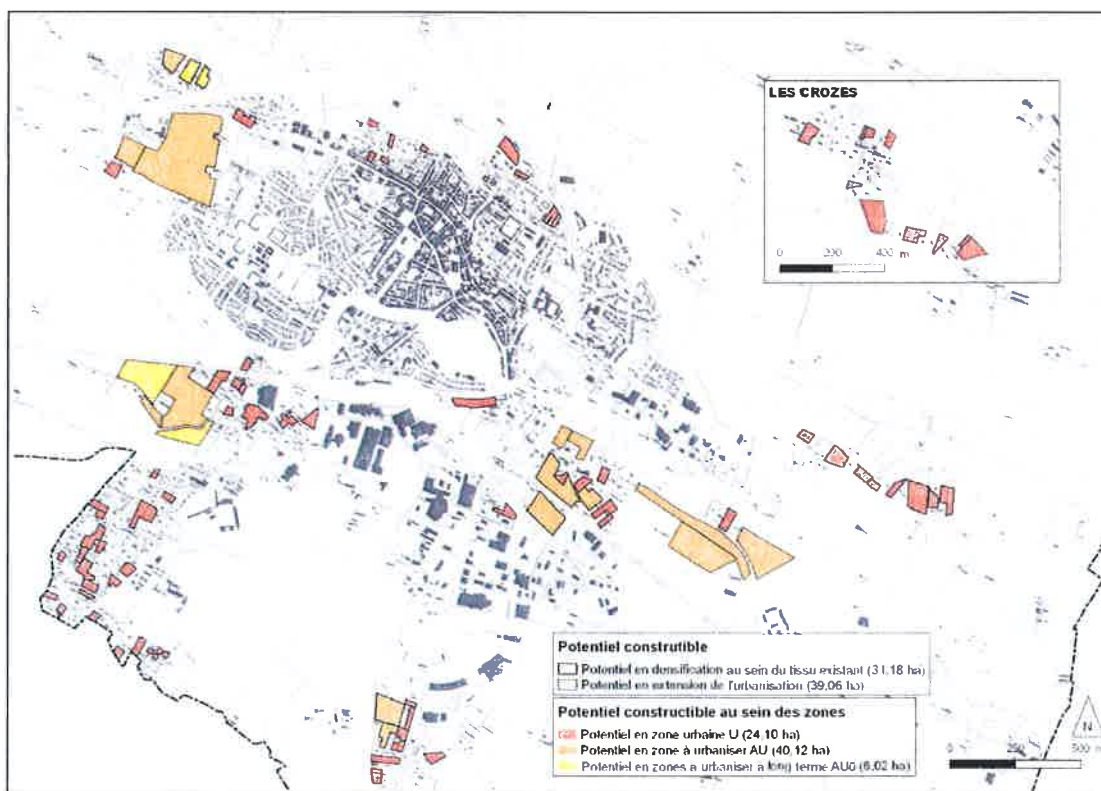 LES CROZES
0 200 400 m
Potentiel construtible
Potentiel en densification au sein du tissu existant (31,18 ha)
Potentiel en extension de l'urbanisation (39,06 ha)
Potentiel constructible au sein des zones
Potentiel en zone urbaine U (24,10 ha)
Potentiel en zone à urbaniser AU (40,12 ha)
Potentiel en zones à urbaniser à long terme AU0 (6,02 ha)
N
0 250 500 m